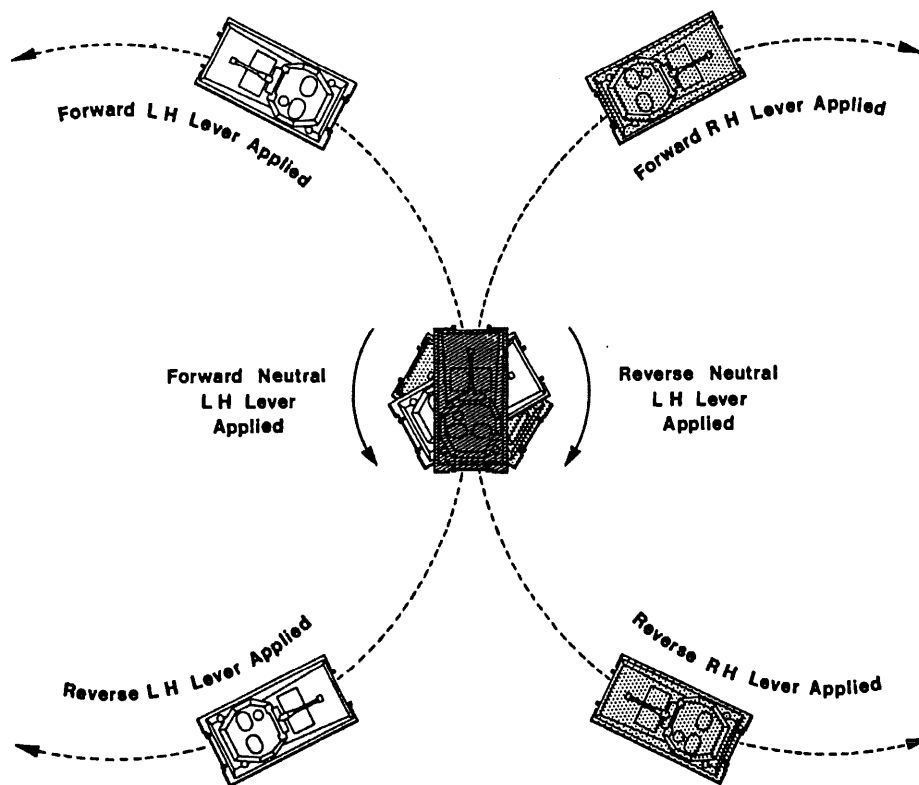 Forward L H Lever Applied
Forward R H Lever Applied
Forward Neutral
L H Lever
Applied
Reverse Neutral
L H Lever
Applied
Reverse L H Lever Applied
Reverse R H Lever Applied